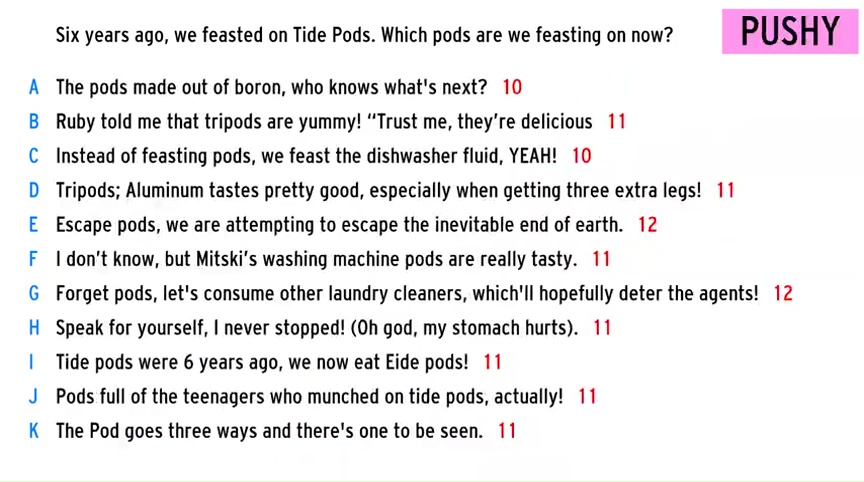 Six years ago, we feasted on Tide Pods. Which pods are we feasting on now?
PUSHY
A The pods made out of boron, who knows what's next? 10
B Ruby told me that tripods are yummy! “Trust me, they’re delicious 11
C Instead of feasting pods, we feast the dishwasher fluid, YEAH! 10
D Tripods; Aluminum tastes pretty good, especially when getting three extra legs! 11
E Escape pods, we are attempting to escape the inevitable end of earth. 12
F I don’t know, but Mitski’s washing machine pods are really tasty. 11
G Forget pods, let's consume other laundry cleaners, which'll hopefully deter the agents! 12
H Speak for yourself, I never stopped! (Oh god, my stomach hurts). 11
I Tide pods were 6 years ago, we now eat Eide pods! 11
J Pods full of the teenagers who munched on tide pods, actually! 11
K The Pod goes three ways and there's one to be seen. 11